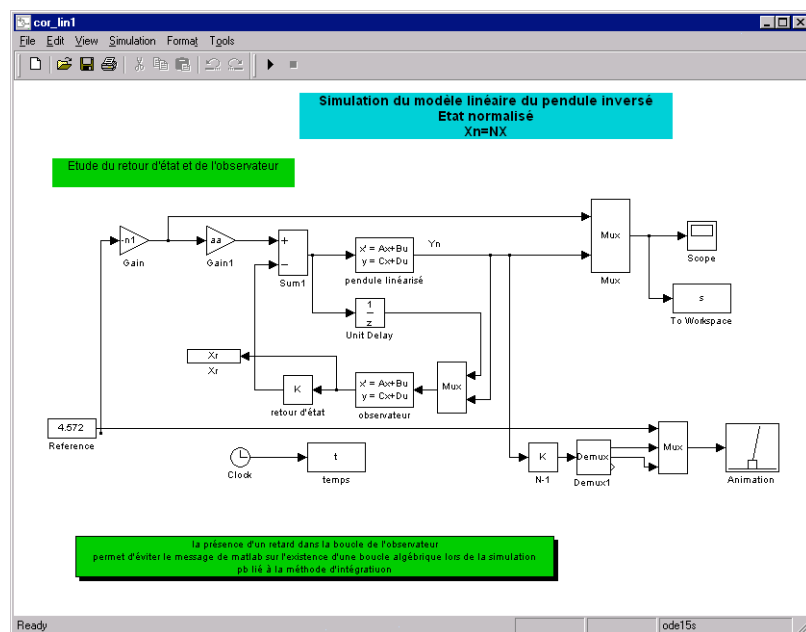 cor_lin1
File Edit View Simulation Format Tools
Simulation du modèle linéaire du pendule inversé
Etat normalisé
Xn=NX
Etude du retour d'état et de l'observateur
-n1
Gain
aa
Gain1
+
−
Sum1
x' = Ax+Bu
y = Cx+Du
pendule linéarisé
Yn
Mux
Mux
Scope
s
To Workspace
1
z
Unit Delay
Xr
Xr
K
retour d'état
x' = Ax+Bu
y = Cx+Du
observateur
Mux
4.572
Reference
Clock
t
temps
K
N-1
Demux
Demux1
Mux
Animation
la présence d'un retard dans la boucle de l'observateur
permet d'éviter le message de matlab sur l'existence d'une boucle algébrique lors de la simulation
pb lié à la méthode d'intégratiuon
Ready
ode15s